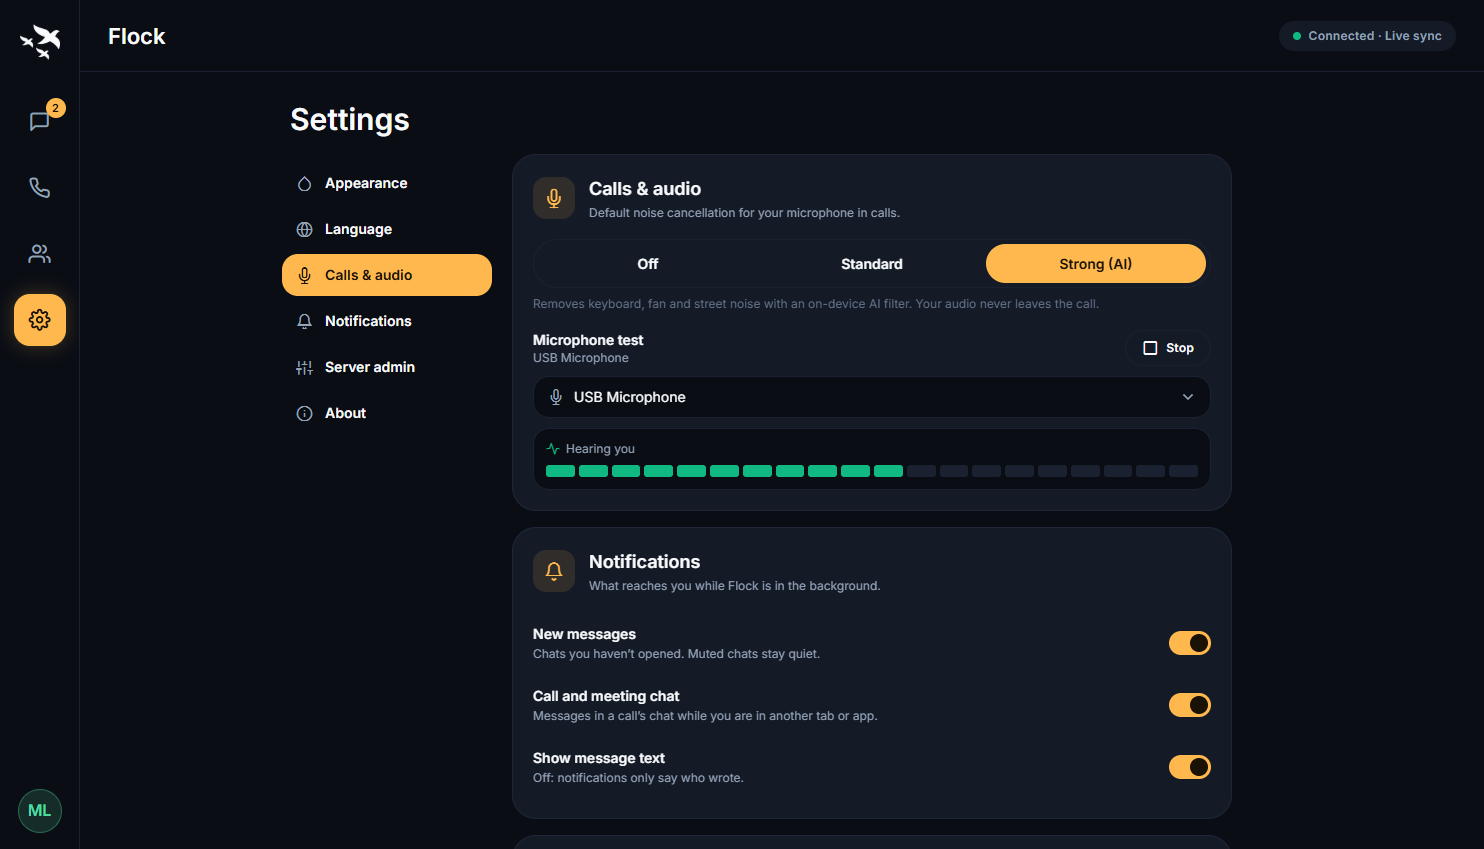 Flock
Connected · Live sync
2
Settings
Appearance
Language
Calls & audio
Notifications
Server admin
About
Calls & audio
Default noise cancellation for your microphone in calls.
Off
Standard
Strong (AI)
Removes keyboard, fan and street noise with an on-device AI filter. Your audio never leaves the call.
Microphone test
USB Microphone
Stop
USB Microphone
Hearing you
Notifications
What reaches you while Flock is in the background.
New messages
Chats you haven’t opened. Muted chats stay quiet.
Call and meeting chat
Messages in a call’s chat while you are in another tab or app.
Show message text
Off: notifications only say who wrote.
ML